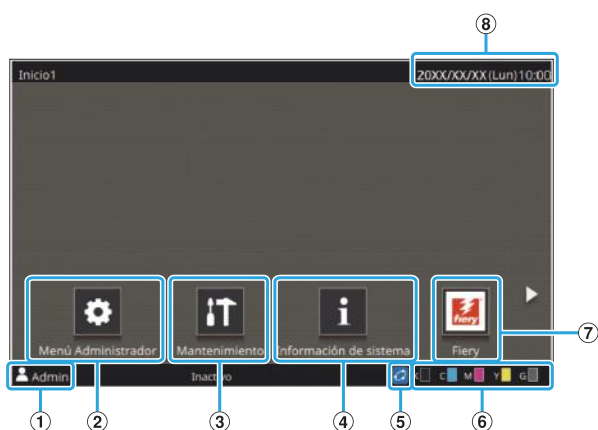 ⑧
Inicio1 20XX/XX/XX (Lun) 10:00
fiery
Menú Administrador Mantenimiento Información de sistema Fiery
⑦
Admin Inactivo K C M Y G
① ② ③ ④ ⑤ ⑥